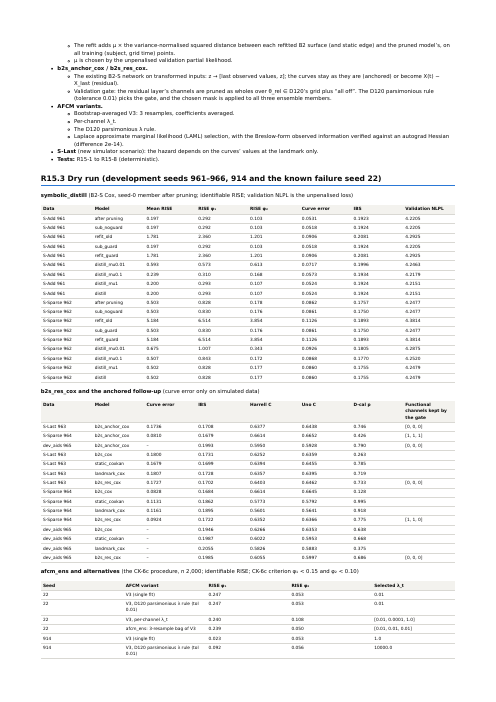 ◦ The refit adds μ × the variance-normalised squared distance between each refitted B2 surface (and static edge) and the pruned model's, on
all training (subject, grid time) points.
◦ μ is chosen by the unpenalised validation partial likelihood.
• b2s_anchor_cox / b2s_res_cox.
◦ The existing B2-S network on transformed inputs: z → [last observed values, z]; the curves stay as they are (anchored) or become X(t) −
X_last (residual).
◦ Validation gate: the residual layer's channels are pruned as wholes over θ_rel ∈ D120's grid plus "all off". The D120 parsimonious rule
(tolerance 0.01) picks the gate, and the chosen mask is applied to all three ensemble members.
• AFCM variants.
◦ Bootstrap-averaged V3: 3 resamples, coefficients averaged.
◦ Per-channel λ_t.
◦ The D120 parsimonious λ rule.
◦ Laplace approximate marginal likelihood (LAML) selection, with the Breslow-form observed information verified against an autograd Hessian
(difference 2e-14).
• S-Last (new simulator scenario): the hazard depends on the curves' values at the landmark only.
• Tests: R15-1 to R15-8 (deterministic).
R15.3 Dry run (development seeds 961–966, 914 and the known failure seed 22)
symbolic_distill (B2-S Cox, seed-0 member after pruning; identifiable RISE; validation NLPL is the unpenalised loss)
Data Model Mean RISE RISE φ₁ RISE φ₂ Curve error IBS Validation NLPL
S-Add 961 after pruning 0.197 0.292 0.103 0.0531 0.1923 4.2205
S-Add 961 sub_noguard 0.197 0.292 0.103 0.0518 0.1924 4.2205
S-Add 961 refit_old 1.781 2.360 1.201 0.0906 0.2081 4.2925
S-Add 961 sub_guard 0.197 0.292 0.103 0.0518 0.1924 4.2205
S-Add 961 refit_guard 1.781 2.360 1.201 0.0906 0.2081 4.2925
S-Add 961 distill_mu0.01 0.593 0.573 0.613 0.0717 0.1996 4.2463
S-Add 961 distill_mu0.1 0.239 0.310 0.168 0.0573 0.1934 4.2179
S-Add 961 distill_mu1 0.200 0.293 0.107 0.0524 0.1924 4.2151
S-Add 961 distill 0.200 0.293 0.107 0.0524 0.1924 4.2151
S-Sparse 962 after pruning 0.503 0.828 0.178 0.0862 0.1757 4.2477
S-Sparse 962 sub_noguard 0.503 0.830 0.176 0.0861 0.1750 4.2477
S-Sparse 962 refit_old 5.184 6.514 3.854 0.1126 0.1893 4.3814
S-Sparse 962 sub_guard 0.503 0.830 0.176 0.0861 0.1750 4.2477
S-Sparse 962 refit_guard 5.184 6.514 3.854 0.1126 0.1893 4.3814
S-Sparse 962 distill_mu0.01 0.675 1.007 0.343 0.0926 0.1805 4.2875
S-Sparse 962 distill_mu0.1 0.507 0.843 0.172 0.0868 0.1770 4.2520
S-Sparse 962 distill_mu1 0.503 0.828 0.177 0.0860 0.1755 4.2479
S-Sparse 962 distill 0.503 0.828 0.177 0.0860 0.1755 4.2479
b2s_res_cox and the anchored follow-up (curve error only on simulated data)
Data Model Curve error IBS Harrell C Uno C D-cal p Functional
channels kept by
the gate
S-Last 963 b2s_anchor_cox 0.1736 0.1708 0.6377 0.6438 0.746 [0, 0, 0]
S-Sparse 964 b2s_anchor_cox 0.0810 0.1679 0.6614 0.6652 0.426 [1, 1, 1]
dev_aids 965 b2s_anchor_cox – 0.1993 0.5950 0.5928 0.790 [0, 0, 0]
S-Last 963 b2s_cox 0.1800 0.1731 0.6252 0.6359 0.263
S-Last 963 static_coxkan 0.1679 0.1699 0.6394 0.6455 0.785
S-Last 963 landmark_cox 0.1807 0.1728 0.6357 0.6395 0.719
S-Last 963 b2s_res_cox 0.1727 0.1702 0.6403 0.6462 0.733 [0, 0, 0]
S-Sparse 964 b2s_cox 0.0828 0.1684 0.6614 0.6645 0.128
S-Sparse 964 static_coxkan 0.1131 0.1862 0.5773 0.5792 0.995
S-Sparse 964 landmark_cox 0.1161 0.1895 0.5601 0.5641 0.918
S-Sparse 964 b2s_res_cox 0.0924 0.1722 0.6352 0.6366 0.775 [1, 1, 0]
dev_aids 965 b2s_cox – 0.1946 0.6266 0.6353 0.638
dev_aids 965 static_coxkan – 0.1987 0.6022 0.5953 0.668
dev_aids 965 landmark_cox – 0.2055 0.5826 0.5883 0.375
dev_aids 965 b2s_res_cox – 0.1985 0.6055 0.5997 0.686 [0, 0, 0]
afcm_ens and alternatives (the CK-6c procedure, n 2,000; identifiable RISE; CK-6c criterion φ₁ < 0.15 and φ₂ < 0.10)
Seed AFCM variant RISE φ₁ RISE φ₂ Selected λ_t
22 V3 (single fit) 0.247 0.053 0.01
22 V3, D120 parsimonious λ rule (tol 0.247 0.053 0.01
0.01)
22 V3, per-channel λ_t 0.240 0.108 [0.01, 0.0001, 1.0]
22 afcm_ens: 3-resample bag of V3 0.239 0.050 [0.01, 0.01, 0.01]
914 V3 (single fit) 0.023 0.053 1.0
914 V3, D120 parsimonious λ rule (tol 0.092 0.056 10000.0
0.01)